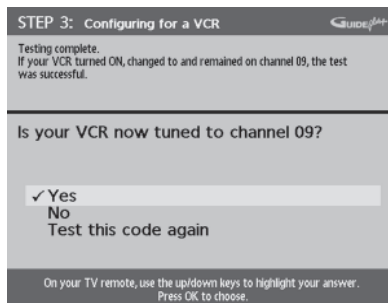 STEP 3: Configuring for a VCR GUIDE Plus+
Testing complete.
If your VCR turned ON, changed to and remained on channel 09, the test
was successful.
Is your VCR now tuned to channel 09?
✓ Yes
No
Test this code again
On your TV remote, use the up/down keys to highlight your answer.
Press OK to choose.